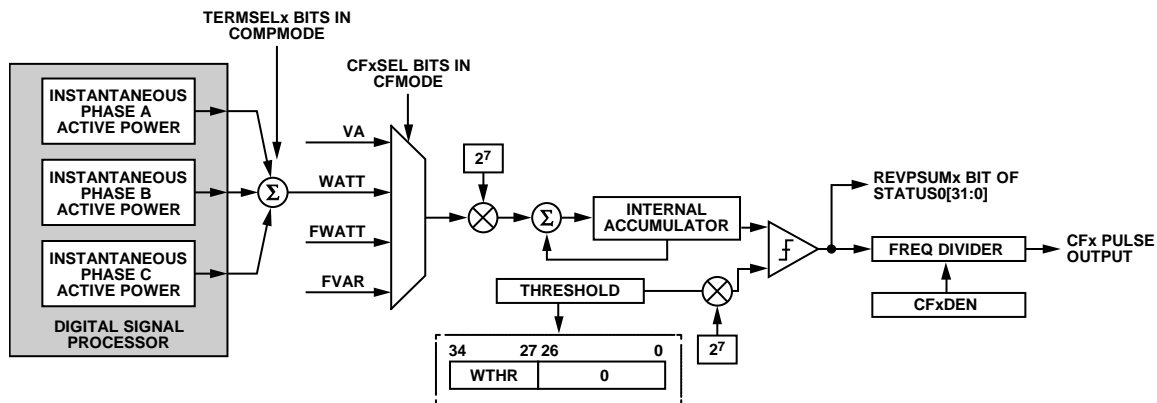 TERMSELx BITS IN
COMPMODE
CFxSEL BITS IN
CFMODE
INSTANTANEOUS
PHASE A
ACTIVE POWER
INSTANTANEOUS
PHASE B
ACTIVE POWER
INSTANTANEOUS
PHASE C
ACTIVE POWER
DIGITAL SIGNAL
PROCESSOR
Σ
VA
WATT
FWATT
FVAR
27
Σ
INTERNAL
ACCUMULATOR
THRESHOLD
27
34 27 26 0
WTHR 0
REVPSUMx BIT OF
STATUS0[31:0]
FREQ DIVIDER
CFx PULSE
OUTPUT
CFxDEN